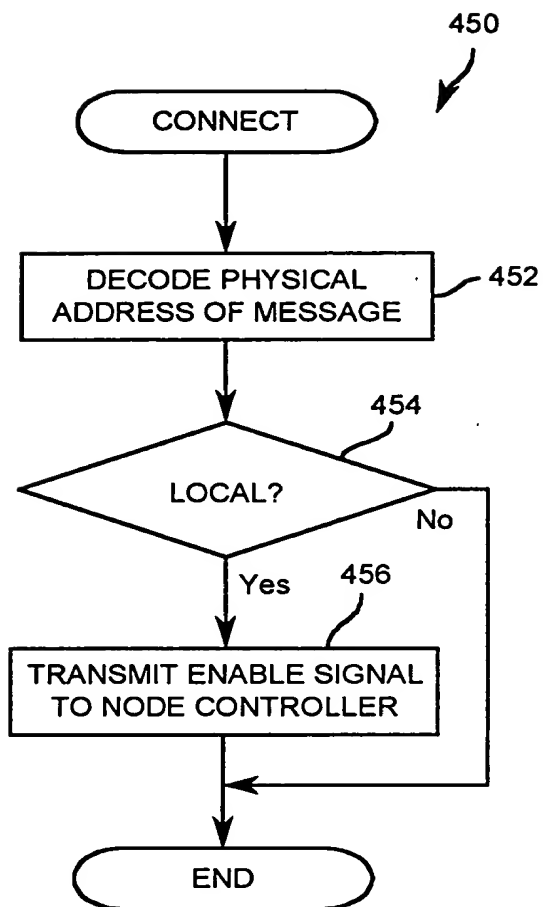 450
CONNECT
DECODE PHYSICAL
ADDRESS OF MESSAGE
452
454
LOCAL?
No
Yes
456
TRANSMIT ENABLE SIGNAL
TO NODE CONTROLLER
END